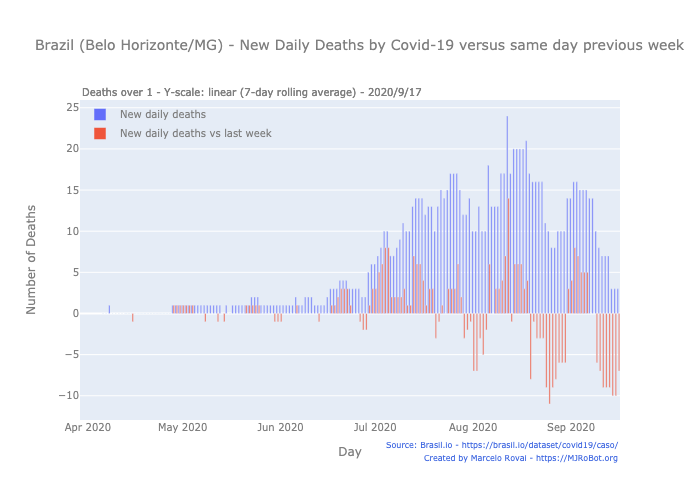 Brazil (Belo Horizonte/MG) - New Daily Deaths by Covid-19 versus same day previous week
Deaths over 1 - Y-scale: linear (7-day rolling average) - 2020/9/17
New daily deaths
New daily deaths vs last week
Number of Deaths
25
20
15
10
5
0
−5
−10
Apr 2020
May 2020
Jun 2020
Jul 2020
Aug 2020
Sep 2020
Day
Source: Brasil.io - https://brasil.io/dataset/covid19/caso/
Created by Marcelo Rovai - https://MJRoBot.org